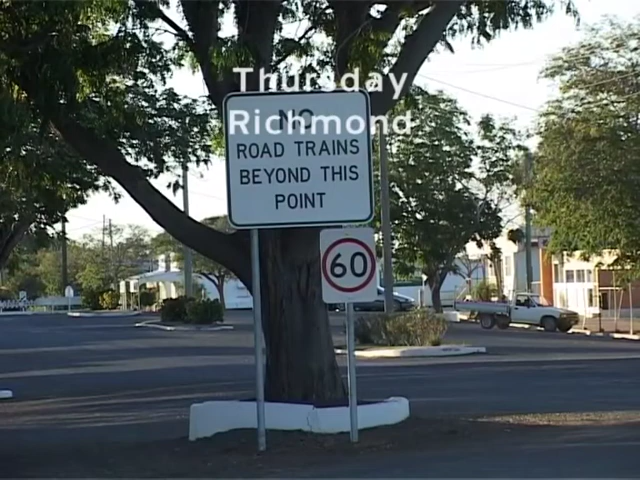 Thursday
Richmond
NO
ROAD TRAINS
BEYOND THIS
POINT
60